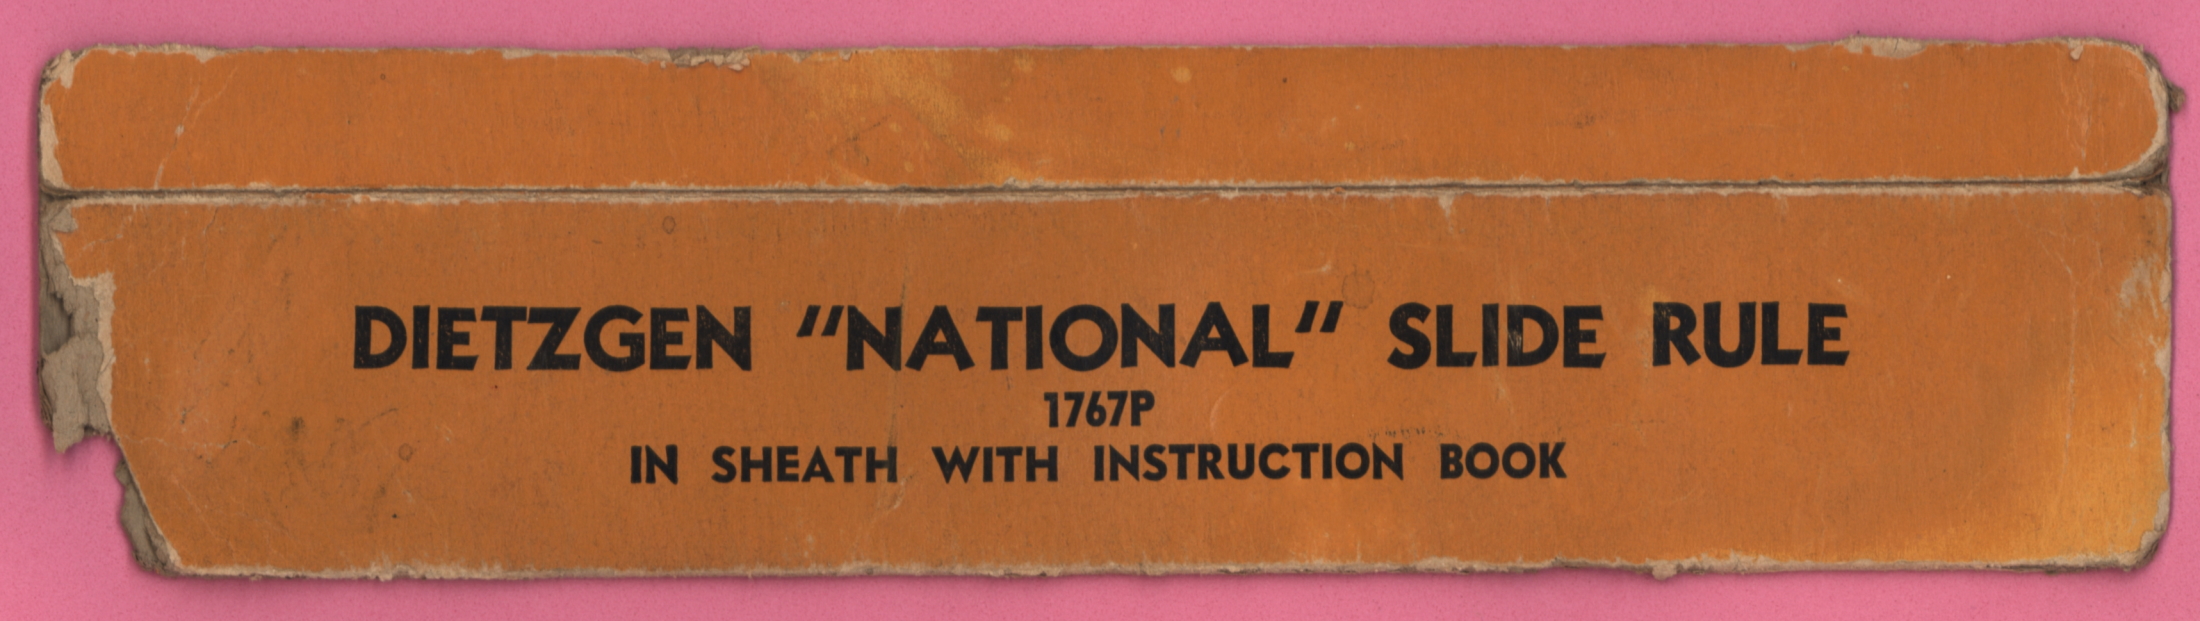 DIETZGEN "NATIONAL" SLIDE RULE
1767P
IN SHEATH WITH INSTRUCTION BOOK